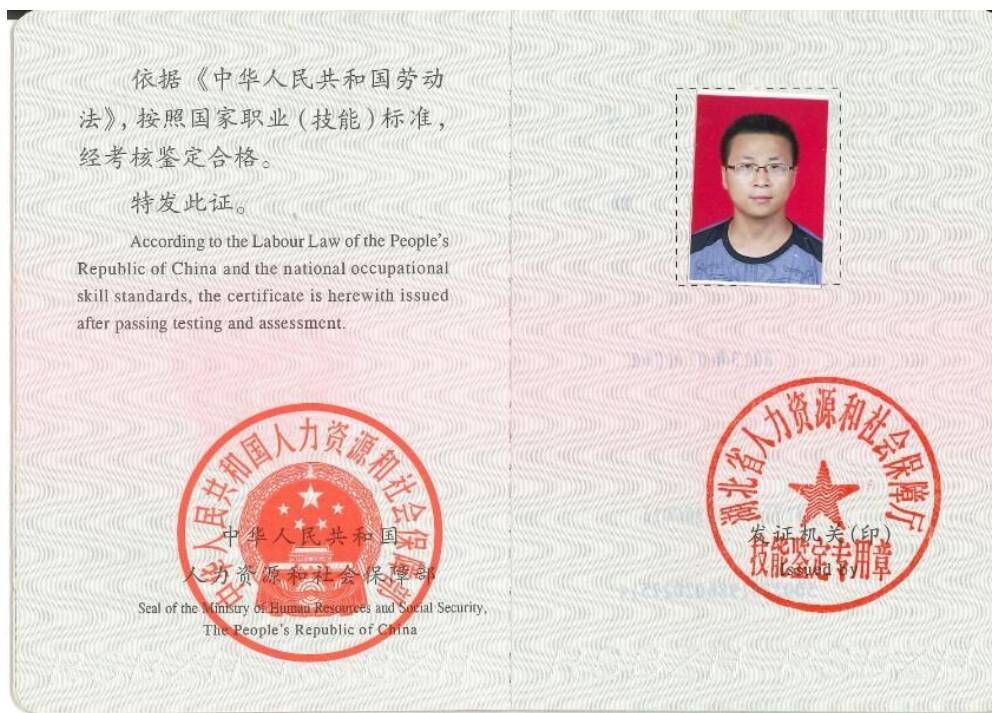 依据《中华人民共和国劳动
法》，按照国家职业（技能）标准，
经考核鉴定合格。
特发此证。
According to the Labour Law of the People's
Republic of China and the national occupational
skill standards, the certificate is herewith issued
after passing testing and assessment.
中华人民共和国人力资源和社会保障部
中华人民共和国
人力资源和社会保障部
Seal of the Ministry of Human Resources and Social Security,
The People's Republic of China
湖北省人力资源和社会保障厅
发证机关(印)
技能鉴定专用章
Issued by